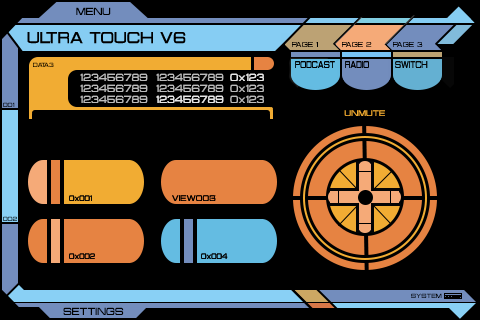 MENU
ULTRA TOUCH V6
PAGE 1
PAGE 2
PAGE 3
DATA3
123456789 123456789 0x123
123456789 123456789 0x123
123456789 123456789 0x123
PODCAST
RADIO
SWITCH
001
UNMUTE
0x001
VIEW003
002
0x002
0x004
SYSTEM
SETTINGS